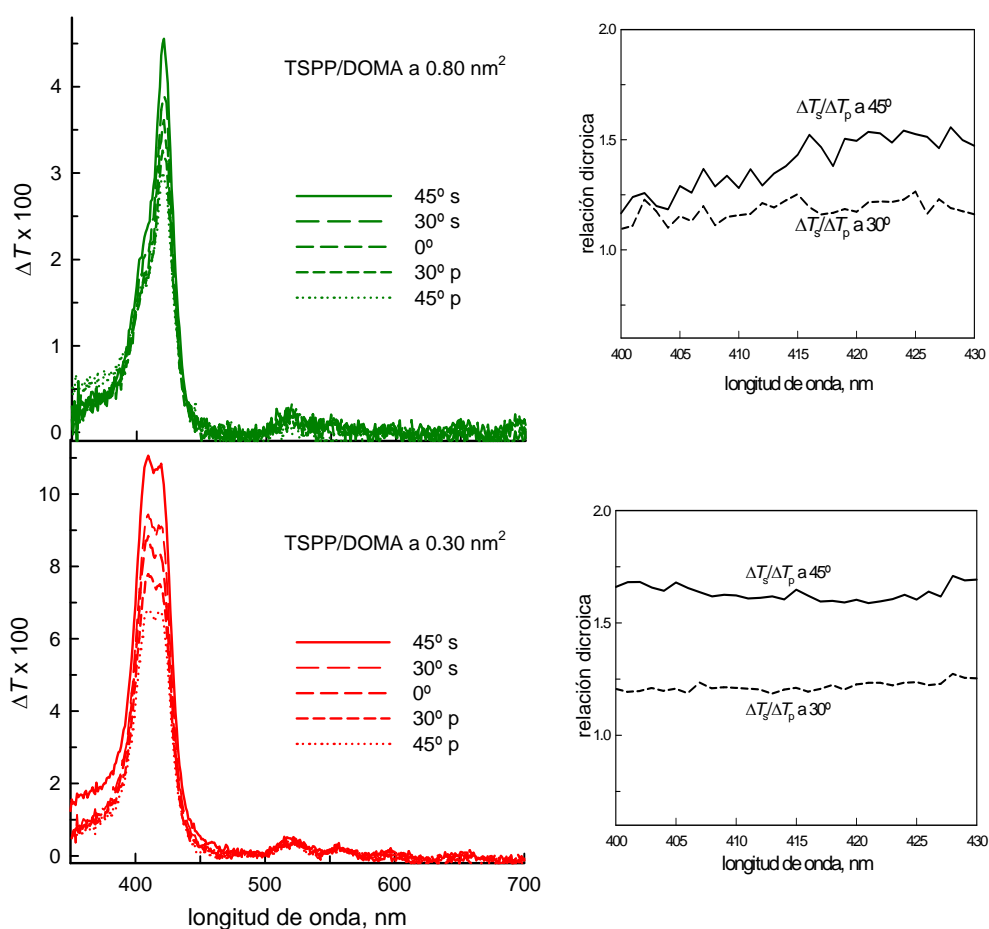 TSPP/DOMA a 0.80 nm²
ΔT x 100
4
3
2
1
0
45º s
30º s
0º
30º p
45º p
relación dicroica
2.0
1.5
1.0
ΔTs/ΔTp a 45º
ΔTs/ΔTp a 30º
400 405 410 415 420 425 430
longitud de onda, nm
TSPP/DOMA a 0.30 nm²
ΔT x 100
10
8
6
4
2
0
45º s
30º s
0º
30º p
45º p
400 500 600 700
longitud de onda, nm
relación dicroica
2.0
1.5
1.0
ΔTs/ΔTp a 45º
ΔTs/ΔTp a 30º
400 405 410 415 420 425 430
longitud de onda, nm